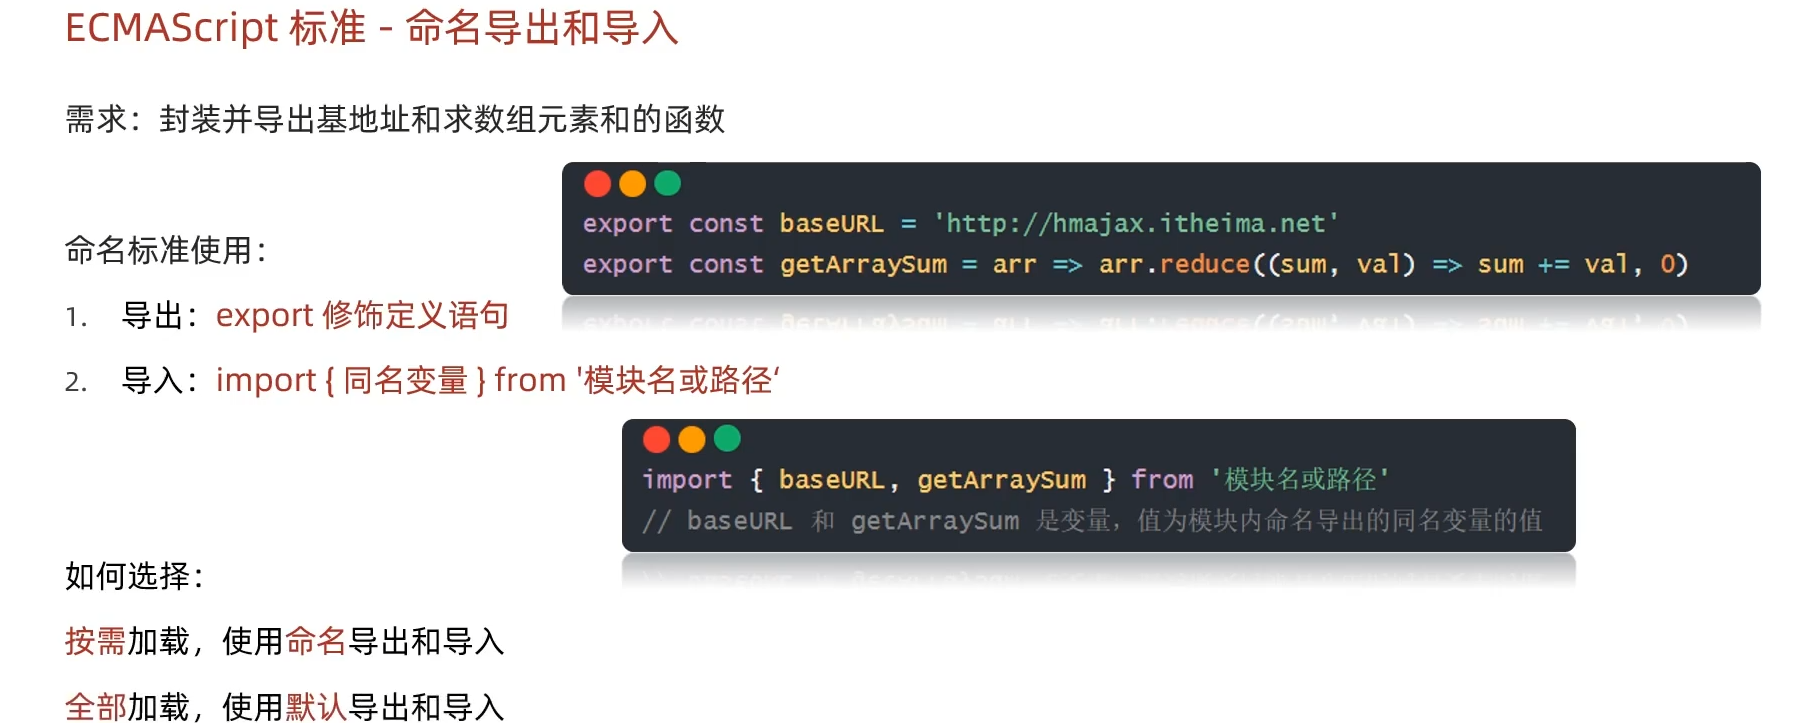 ECMAScript 标准 - 命名导出和导入
需求：封装并导出基地址和求数组元素和的函数
export const baseURL = 'http://hmajax.itheima.net'
export const getArraySum = arr => arr.reduce((sum, val) => sum += val, 0)
命名标准使用：
1. 导出：export 修饰定义语句
2. 导入：import { 同名变量 } from '模块名或路径‘
import { baseURL, getArraySum } from '模块名或路径'
// baseURL 和 getArraySum 是变量，值为模块内命名导出的同名变量的值
如何选择：
按需加载，使用命名导出和导入
全部加载，使用默认导出和导入